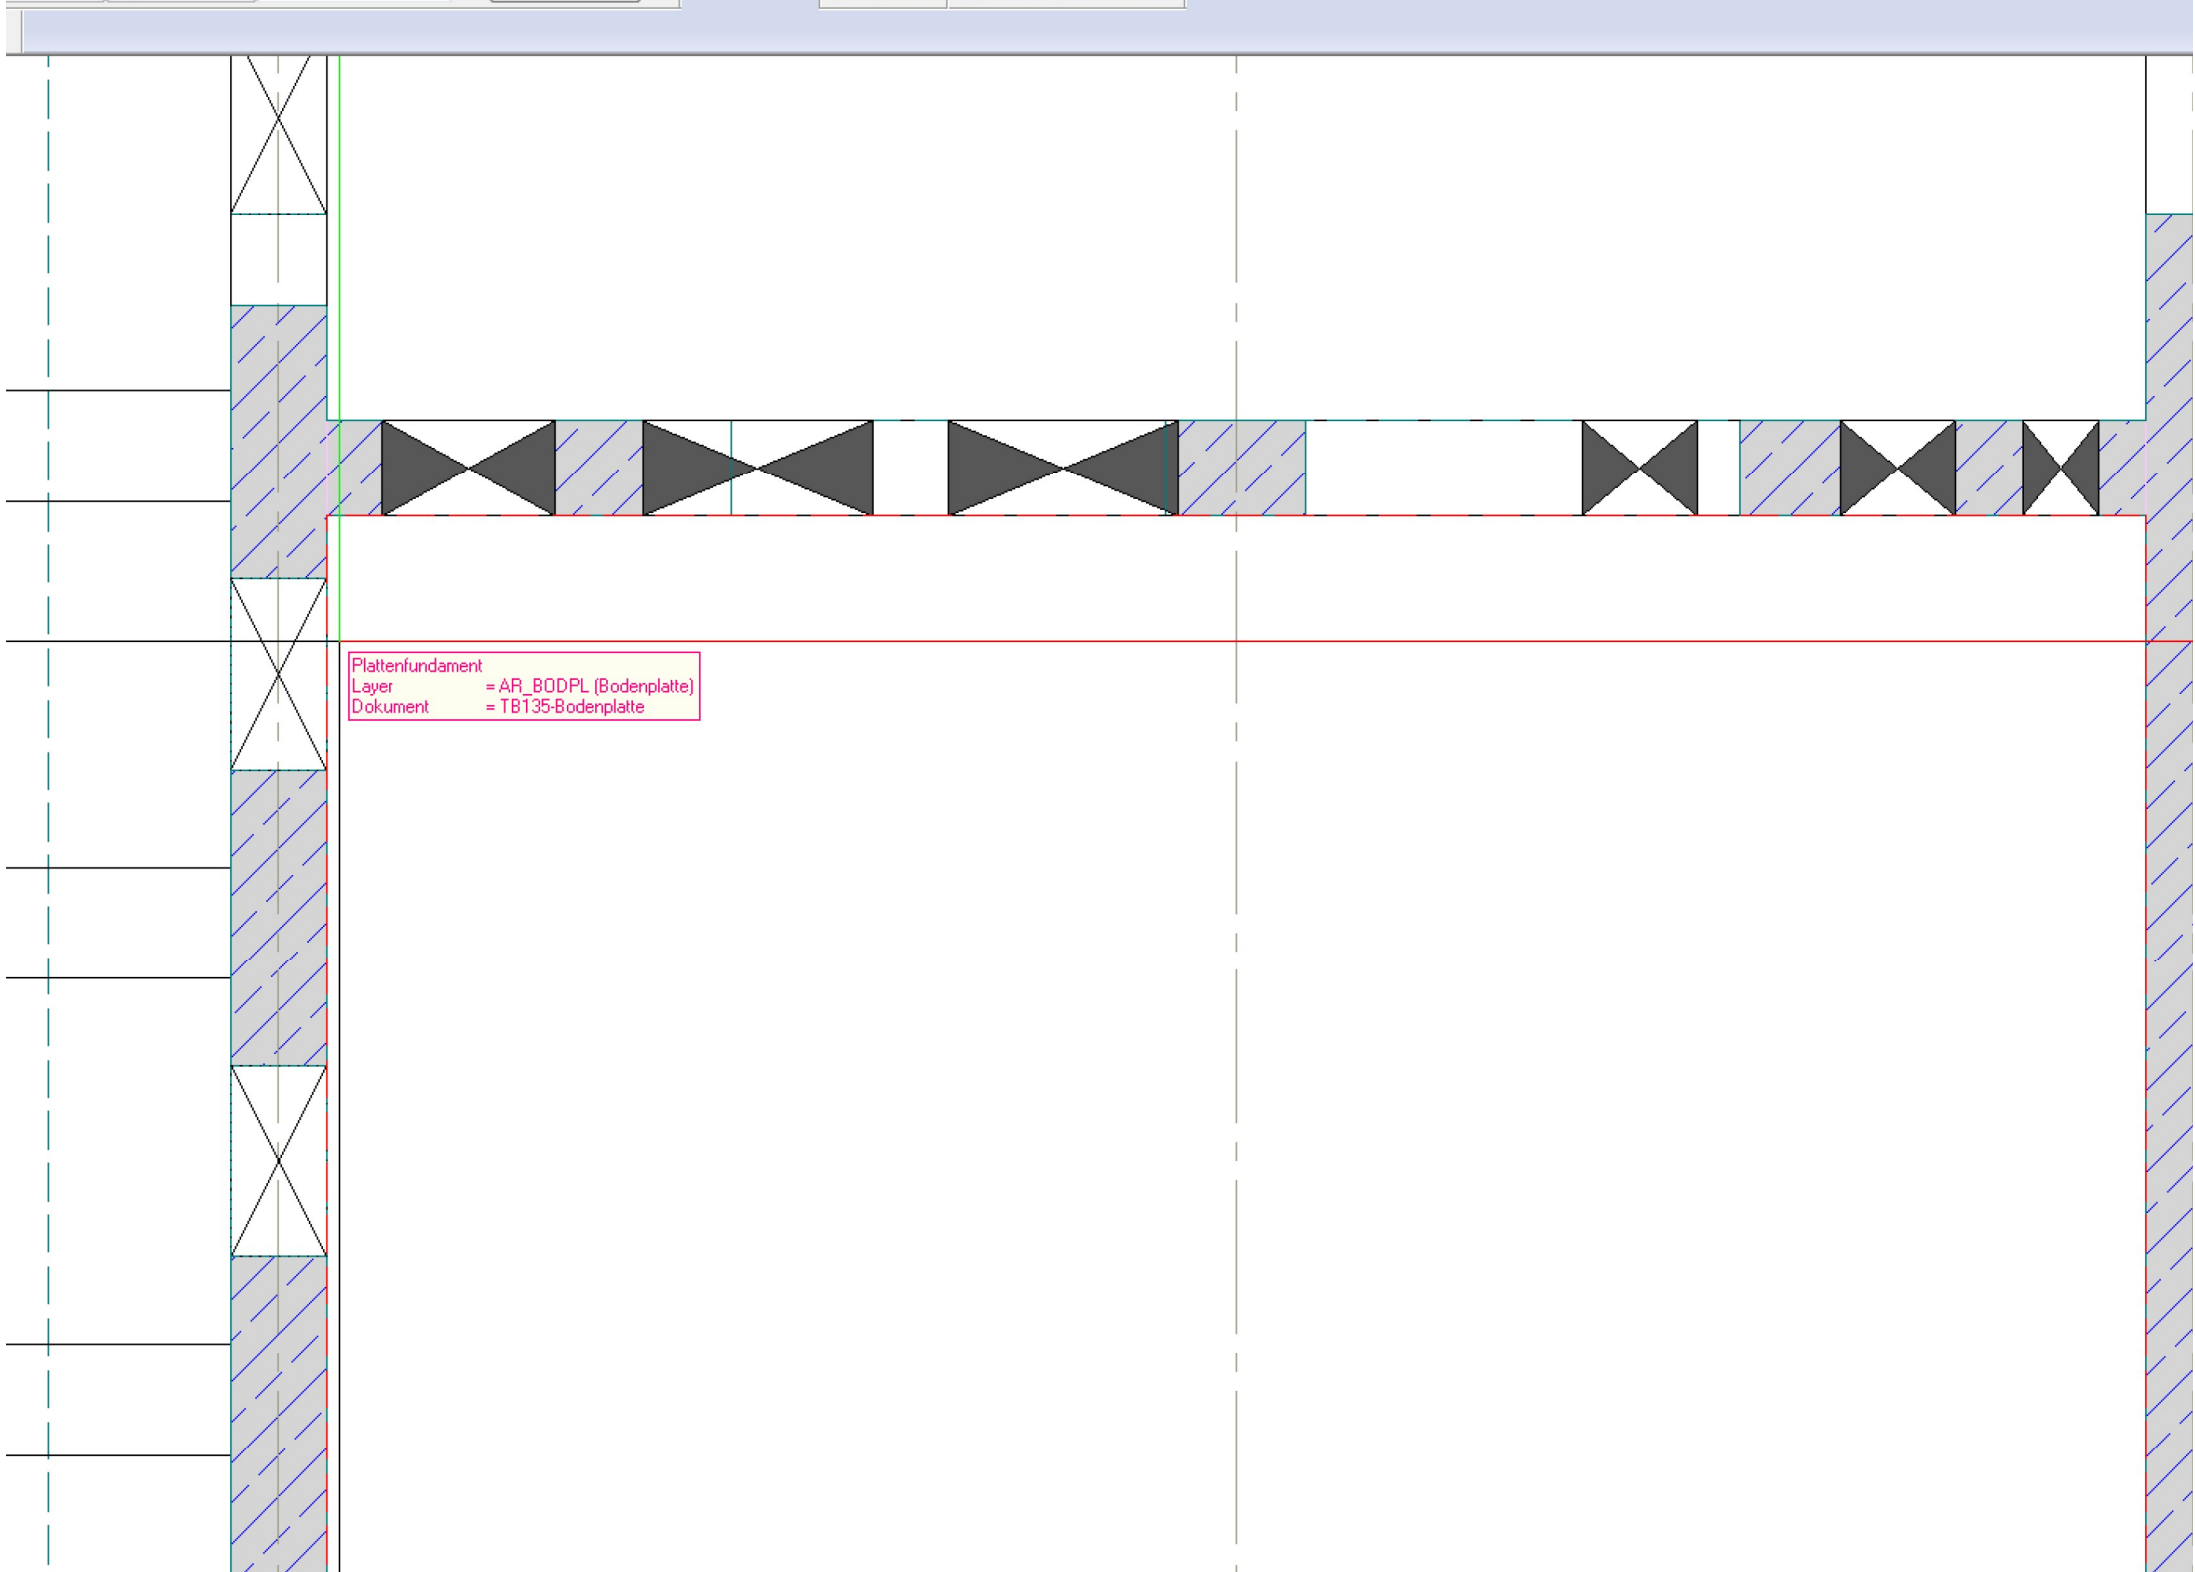 Plattenfundament
Layer = AR_BODPL (Bodenplatte)
Dokument = TB135-Bodenplatte